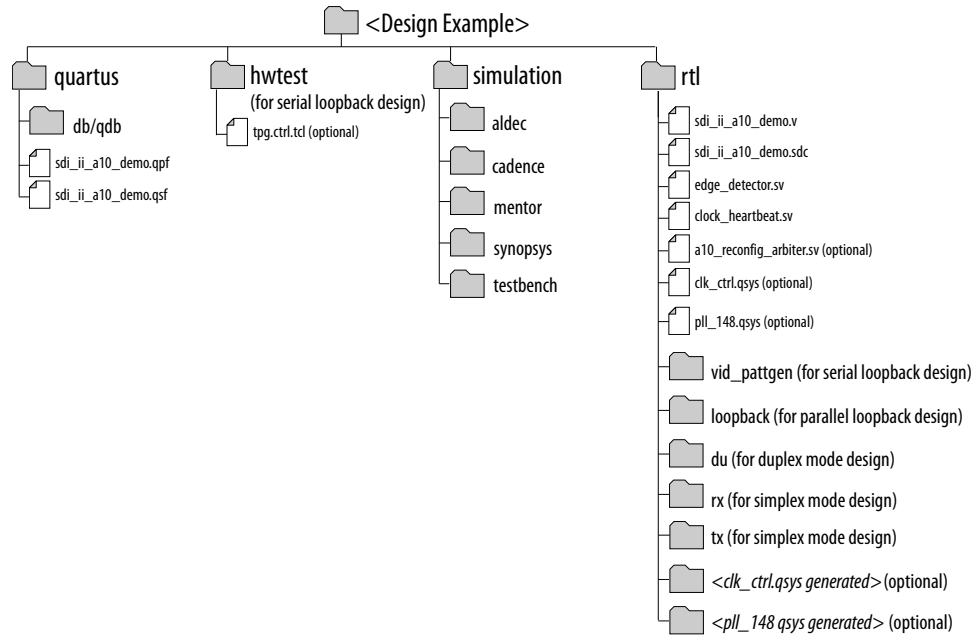 <Design Example>
quartus
db/qdb
sdi_ii_a10_demo.qpf
sdi_ii_a10_demo.qsf
hwtest
(for serial loopback design)
tpg.ctrl.tcl (optional)
simulation
aldec
cadence
mentor
synopsys
testbench
rtl
sdi_ii_a10_demo.v
sdi_ii_a10_demo.sdc
edge_detector.sv
clock_heartbeat.sv
a10_reconfig_arbiter.sv (optional)
clk_ctrl.qsys (optional)
pll_148.qsys (optional)
vid_pattgen (for serial loopback design)
loopback (for parallel loopback design)
du (for duplex mode design)
rx (for simplex mode design)
tx (for simplex mode design)
<clk_ctrl.qsys generated> (optional)
<pll_148 qsys generated> (optional)